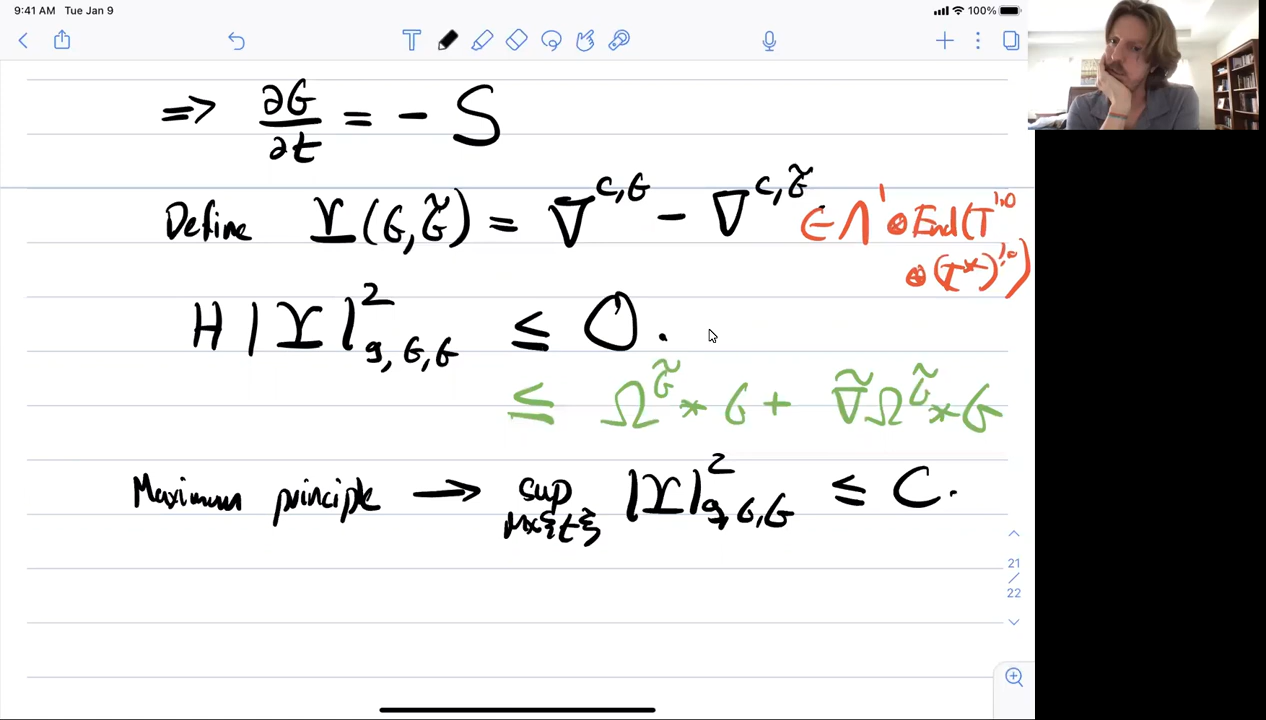 9:41 AM Tue Jan 9
100%
⇒ ∂G/∂t = - S
Define Υ(G, G̃) = ∇^{C,G} - ∇^{C,G̃} ∈ Λ^1 ⊗ End(T^{1,0}
⊗ (T*)^{1,0})
H |Υ|^2_{g,G,G} ≤ 0.
≤ Ω^{G̃} * G + ∇̃Ω^{G̃} * G
Maximum principle → sup_{M×{t}} |Υ|^2_{g,G,G} ≤ C.
21
/
22